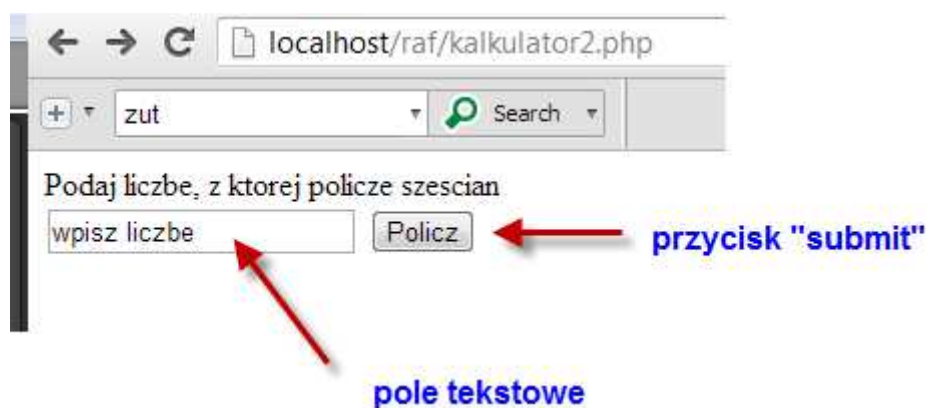 localhost/raf/kalkulator2.php
zut Search
Podaj liczbe, z ktorej policze szescian
wpisz liczbe Policz
przycisk "submit"
pole tekstowe